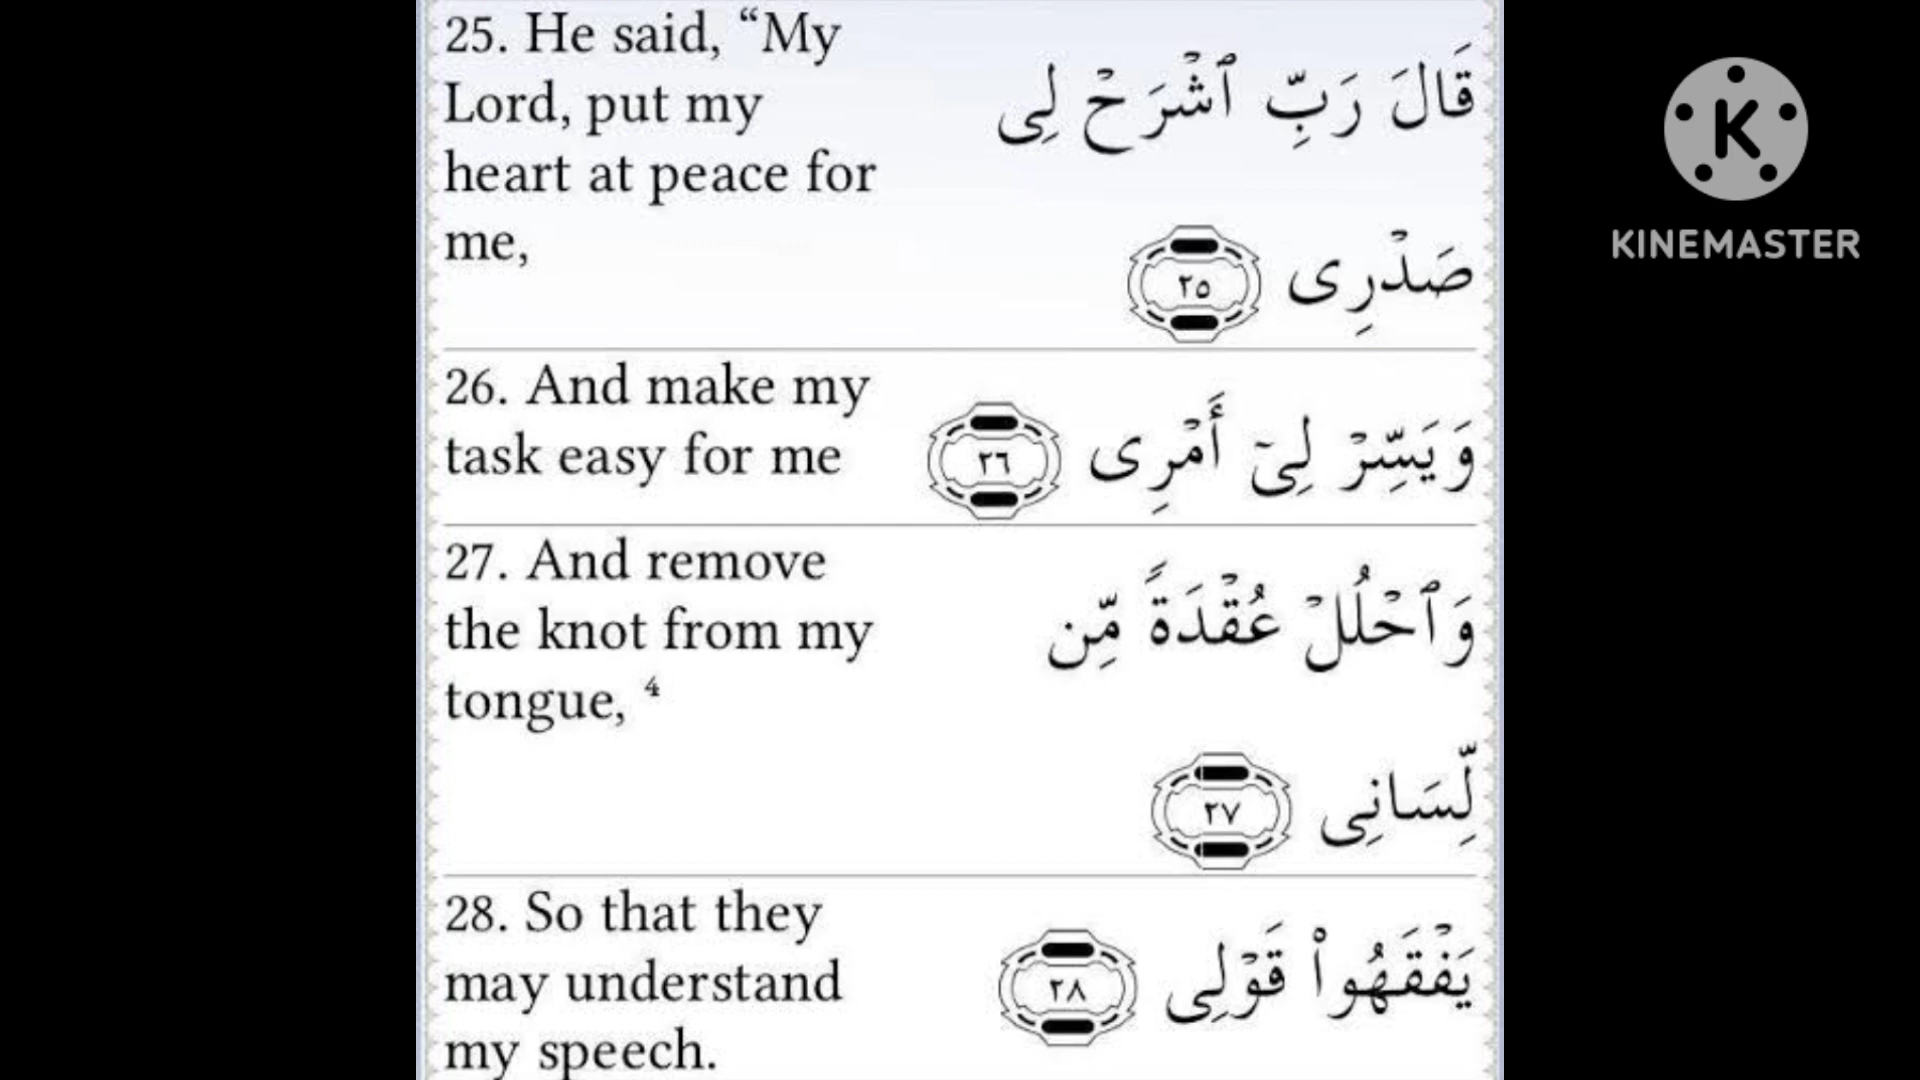 25. He said, “My
Lord, put my
heart at peace for
me,
قَالَ رَبِّ ٱشْرَحْ لِى
صَدْرِى ٢٥
26. And make my
task easy for me
وَيَسِّرْ لِىٓ أَمْرِى ٢٦
27. And remove
the knot from my
tongue, ⁴
وَٱحْلُلْ عُقْدَةً مِّن
لِّسَانِى ٢٧
28. So that they
may understand
my speech.
يَفْقَهُوا۟ قَوْلِى ٢٨
K
KINEMASTER